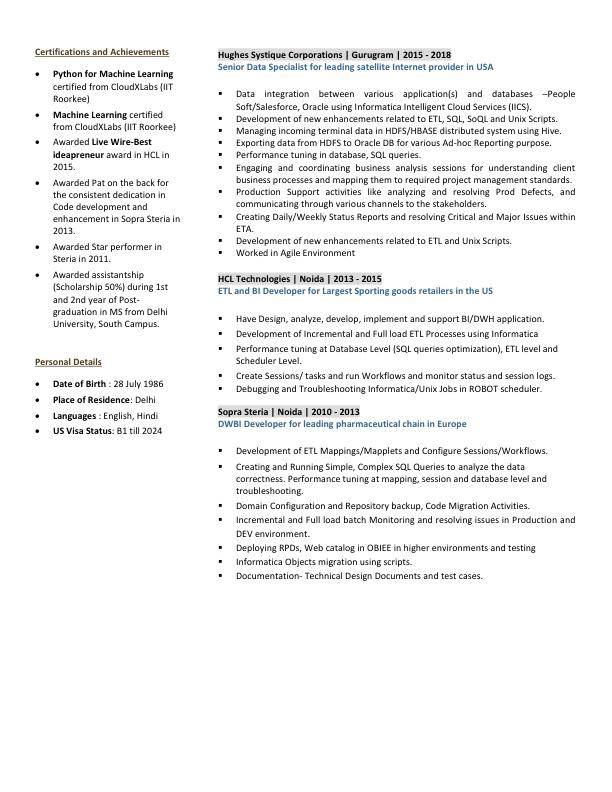 Certifications and Achievements
• Python for Machine Learning
certified from CloudXLabs (IIT
Roorkee)
• Machine Learning certified
from CloudXLabs (IIT Roorkee)
• Awarded Live Wire-Best
ideapreneur award in HCL in
2015.
• Awarded Pat on the back for
the consistent dedication in
Code development and
enhancement in Sopra Steria in
2013.
• Awarded Star performer in
Steria in 2011.
• Awarded assistantship
(Scholarship 50%) during 1st
and 2nd year of Post-
graduation in MS from Delhi
University, South Campus.
Personal Details
• Date of Birth : 28 July 1986
• Place of Residence: Delhi
• Languages : English, Hindi
• US Visa Status: B1 till 2024
Hughes Systique Corporations | Gurugram | 2015 - 2018
Senior Data Specialist for leading satellite Internet provider in USA
▪ Data integration between various application(s) and databases –People
Soft/Salesforce, Oracle using Informatica Intelligent Cloud Services (IICS).
▪ Development of new enhancements related to ETL, SQL, SoQL and Unix Scripts.
▪ Managing incoming terminal data in HDFS/HBASE distributed system using Hive.
▪ Exporting data from HDFS to Oracle DB for various Ad-hoc Reporting purpose.
▪ Performance tuning in database, SQL queries.
▪ Engaging and coordinating business analysis sessions for understanding client
business processes and mapping them to required project management standards.
▪ Production Support activities like analyzing and resolving Prod Defects, and
communicating through various channels to the stakeholders.
▪ Creating Daily/Weekly Status Reports and resolving Critical and Major Issues within
ETA.
▪ Development of new enhancements related to ETL and Unix Scripts.
▪ Worked in Agile Environment
HCL Technologies | Noida | 2013 - 2015
ETL and BI Developer for Largest Sporting goods retailers in the US
▪ Have Design, analyze, develop, implement and support BI/DWH application.
▪ Development of Incremental and Full load ETL Processes using Informatica
▪ Performance tuning at Database Level (SQL queries optimization), ETL level and
Scheduler Level.
▪ Create Sessions/ tasks and run Workflows and monitor status and session logs.
▪ Debugging and Troubleshooting Informatica/Unix Jobs in ROBOT scheduler.
Sopra Steria | Noida | 2010 - 2013
DWBI Developer for leading pharmaceutical chain in Europe
▪ Development of ETL Mappings/Mapplets and Configure Sessions/Workflows.
▪ Creating and Running Simple, Complex SQL Queries to analyze the data
correctness. Performance tuning at mapping, session and database level and
troubleshooting.
▪ Domain Configuration and Repository backup, Code Migration Activities.
▪ Incremental and Full load batch Monitoring and resolving issues in Production and
DEV environment.
▪ Deploying RPDs, Web catalog in OBIEE in higher environments and testing
▪ Informatica Objects migration using scripts.
▪ Documentation- Technical Design Documents and test cases.